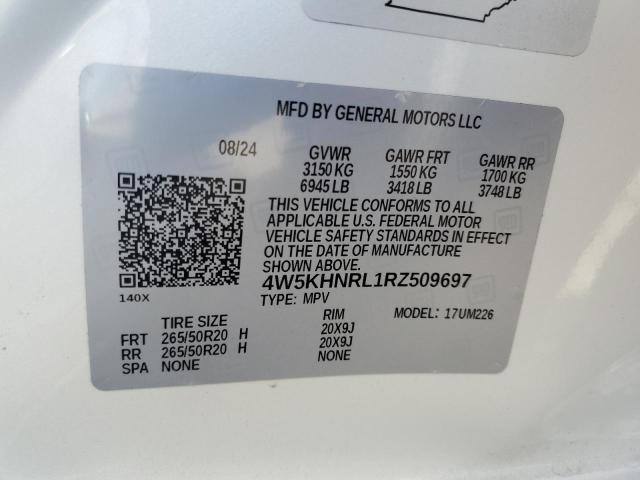 MFD BY GENERAL MOTORS LLC
08/24 GVWR GAWR FRT GAWR RR
3150 KG 1550 KG 1700 KG
6945 LB 3418 LB 3748 LB
THIS VEHICLE CONFORMS TO ALL
APPLICABLE U.S. FEDERAL MOTOR
VEHICLE SAFETY STANDARDS IN EFFECT
ON THE DATE OF MANUFACTURE
SHOWN ABOVE.
4W5KHNRL1RZ509697
140X TYPE: MPV
TIRE SIZE RIM MODEL: 17UM226
FRT 265/50R20 H 20X9J
RR 265/50R20 H 20X9J
SPA NONE NONE